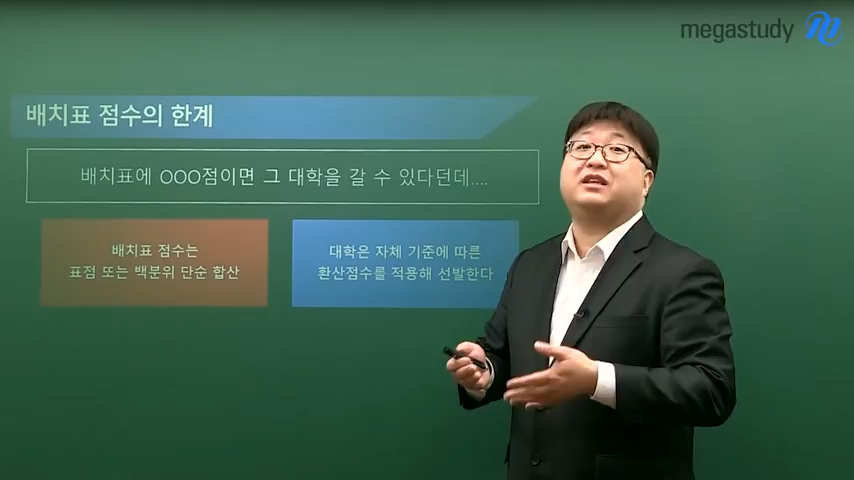 megastudy
배치표 점수의 한계
배치표에 OOO점이면 그 대학을 갈 수 있다던데....
배치표 점수는
표점 또는 백분위 단순 합산
대학은 자체 기준에 따른
환산점수를 적용해 선발한다